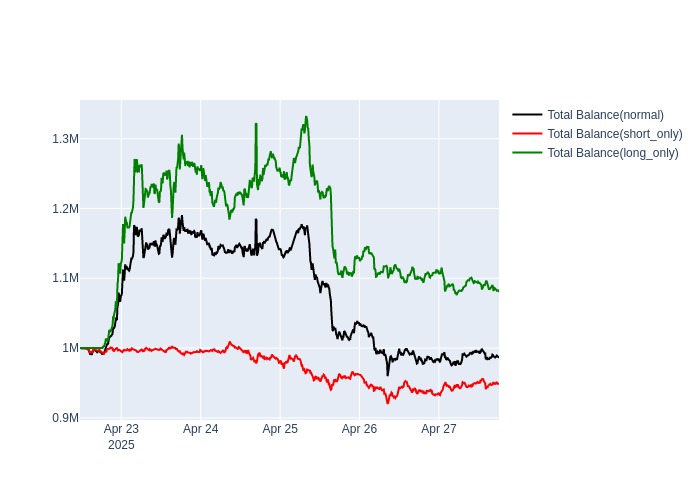 Total Balance(normal)
Total Balance(short_only)
Total Balance(long_only)
1.3M
1.2M
1.1M
1M
0.9M
Apr 23
2025
Apr 24
Apr 25
Apr 26
Apr 27